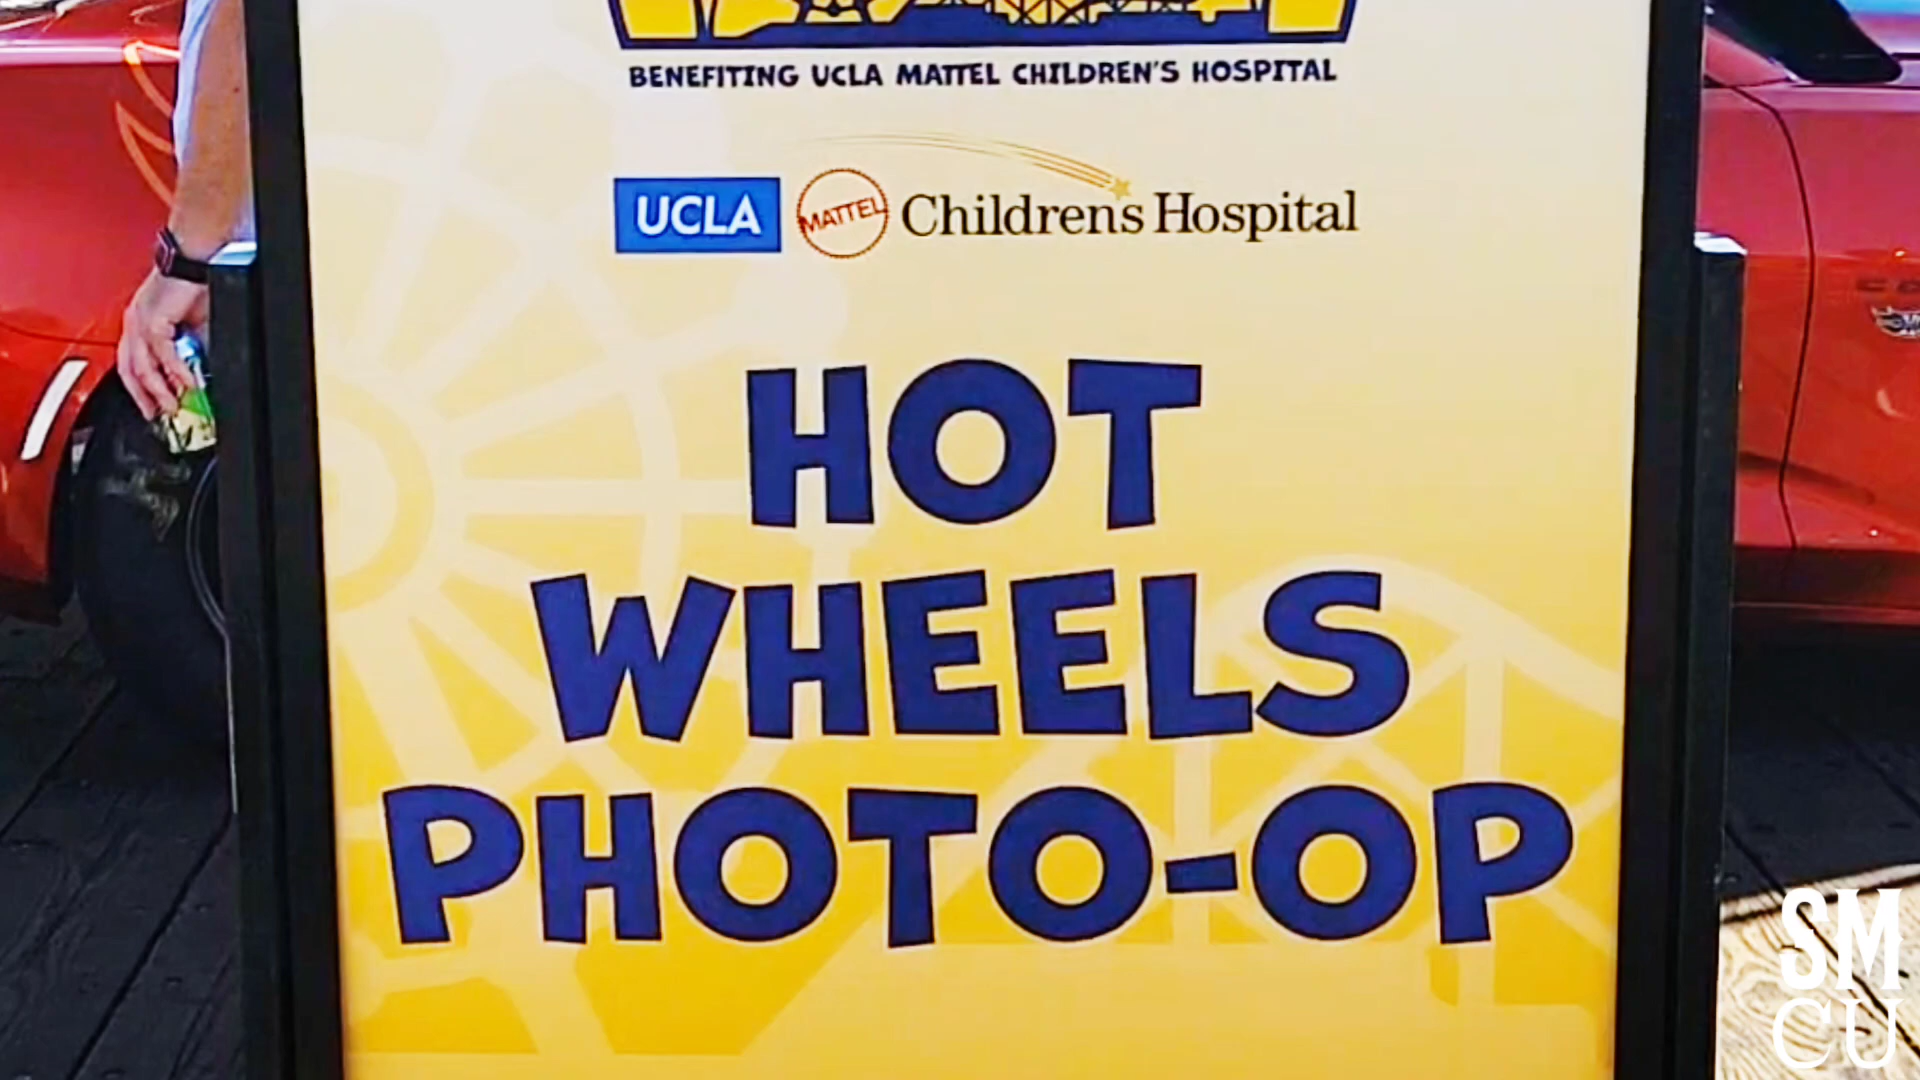 BENEFITING UCLA MATTEL CHILDREN'S HOSPITAL
UCLA MATTEL Childrens Hospital
HOT
WHEELS
PHOTO-OP
SM
CU